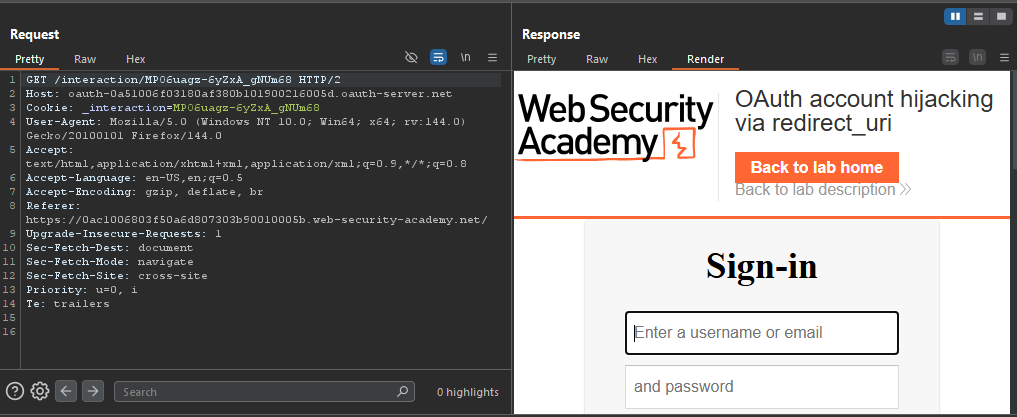 Request
Pretty Raw Hex \n
1 GET /interaction/MP06uagz-6yZxA_gNUm68 HTTP/2
2 Host: oauth-0a51006f03180af380b101900216005d.oauth-server.net
3 Cookie: _interaction=MP06uagz-6yZxA_gNUm68
4 User-Agent: Mozilla/5.0 (Windows NT 10.0; Win64; x64; rv:144.0)
Gecko/20100101 Firefox/144.0
5 Accept:
text/html,application/xhtml+xml,application/xml;q=0.9,*/*;q=0.8
6 Accept-Language: en-US,en;q=0.5
7 Accept-Encoding: gzip, deflate, br
8 Referer:
https://0ac1006803f50a6d807303b90010005b.web-security-academy.net/
9 Upgrade-Insecure-Requests: 1
10 Sec-Fetch-Dest: document
11 Sec-Fetch-Mode: navigate
12 Sec-Fetch-Site: cross-site
13 Priority: u=0, i
14 Te: trailers
15
16
Search
0 highlights
Response
Pretty Raw Hex Render \n
Web Security
Academy
OAuth account hijacking
via redirect_uri
Back to lab home
Back to lab description
Sign-in
Enter a username or email
and password